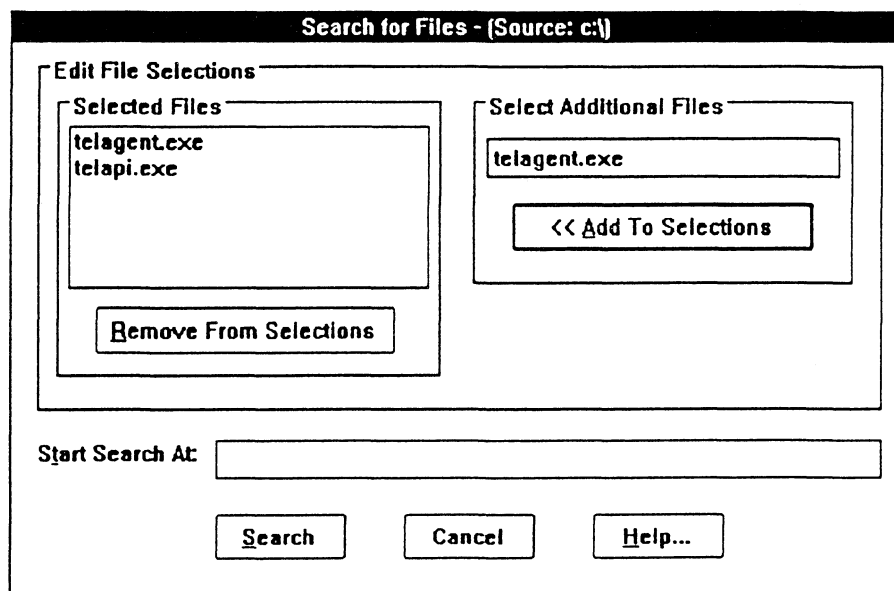 Search for Files - (Source: c:\)
Edit File Selections
Selected Files
telagent.exe
telapi.exe
Remove From Selections
Select Additional Files
telagent.exe
<< Add To Selections
Start Search At:
Search
Cancel
Help...